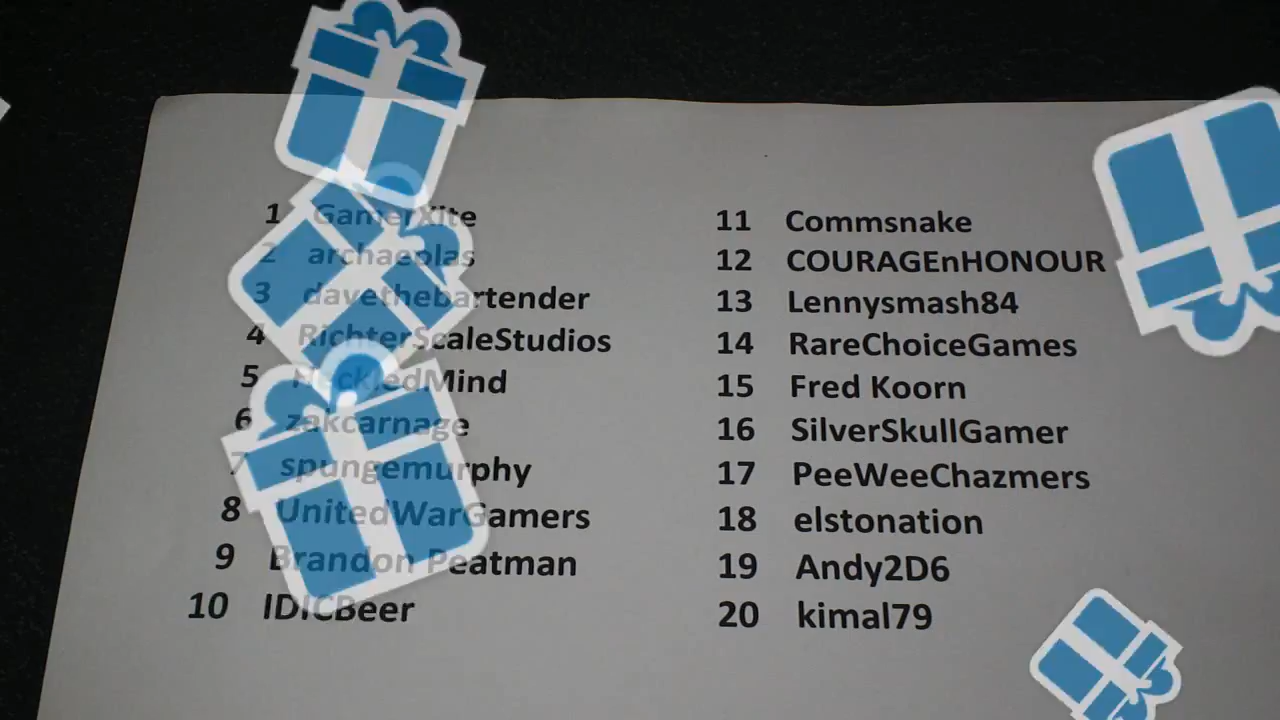 1 GamerXite
2 archaeolas
3 davethebartender
4 RichterScaleStudios
5
6 zakcarnage
7 spungemurphy
8 UnitedWarGamers
9 Brandon Peatman
10 IDICBeer
11 Commsnake
12 COURAGEnHONOUR
13 Lennysmash84
14 RareChoiceGames
15 Fred Koorn
16 SilverSkullGamer
17 PeeWeeChazmers
18 elstonation
19 Andy2D6
20 kimal79